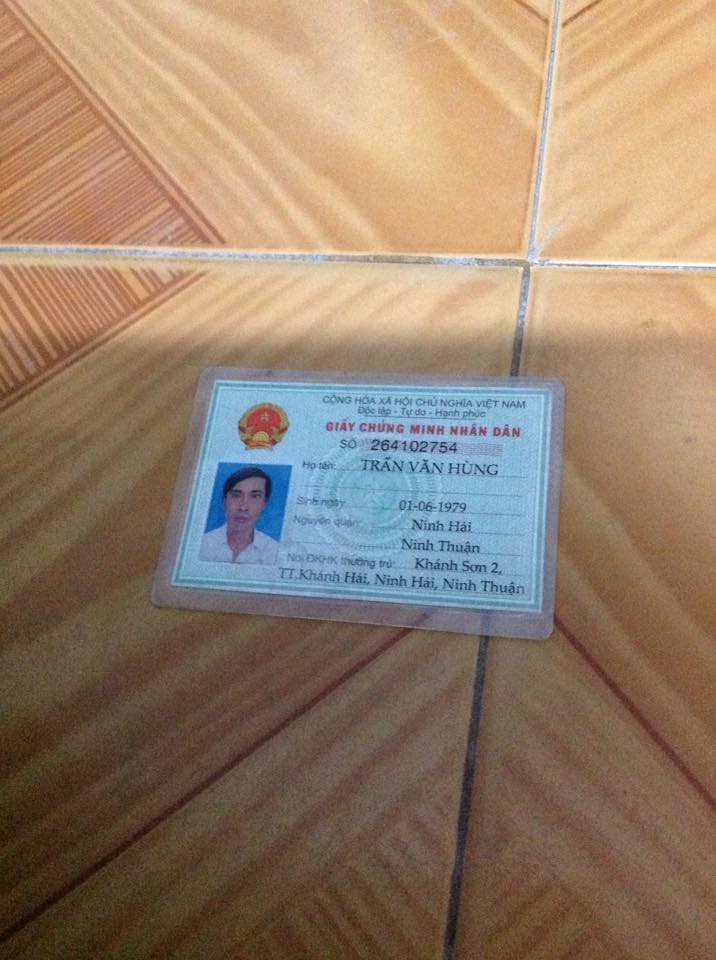 CỘNG HÒA XÃ HỘI CHỦ NGHĨA VIỆT NAM
Độc lập - Tự do - Hạnh phúc
GIẤY CHỨNG MINH NHÂN DÂN
SỐ 264102754
Họ tên: TRẦN VĂN HÙNG
Sinh ngày 01-06-1979
Nguyên quán Ninh Hải
Ninh Thuận
Nơi ĐKHK thường trú: Khánh Sơn 2,
TT.Khánh Hải, Ninh Hải, Ninh Thuận